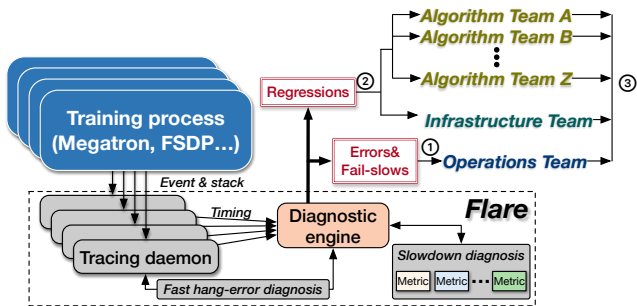 Algorithm Team A
Algorithm Team B
Algorithm Team Z
②
③
Regressions
Training process
(Megatron, FSDP...)
Infrastructure Team
①
Errors&
Fail-slows
Operations Team
Event & stack
Timing
Flare
Diagnostic
engine
Tracing daemon
Slowdown diagnosis
Metric Metric ... Metric
Fast hang-error diagnosis